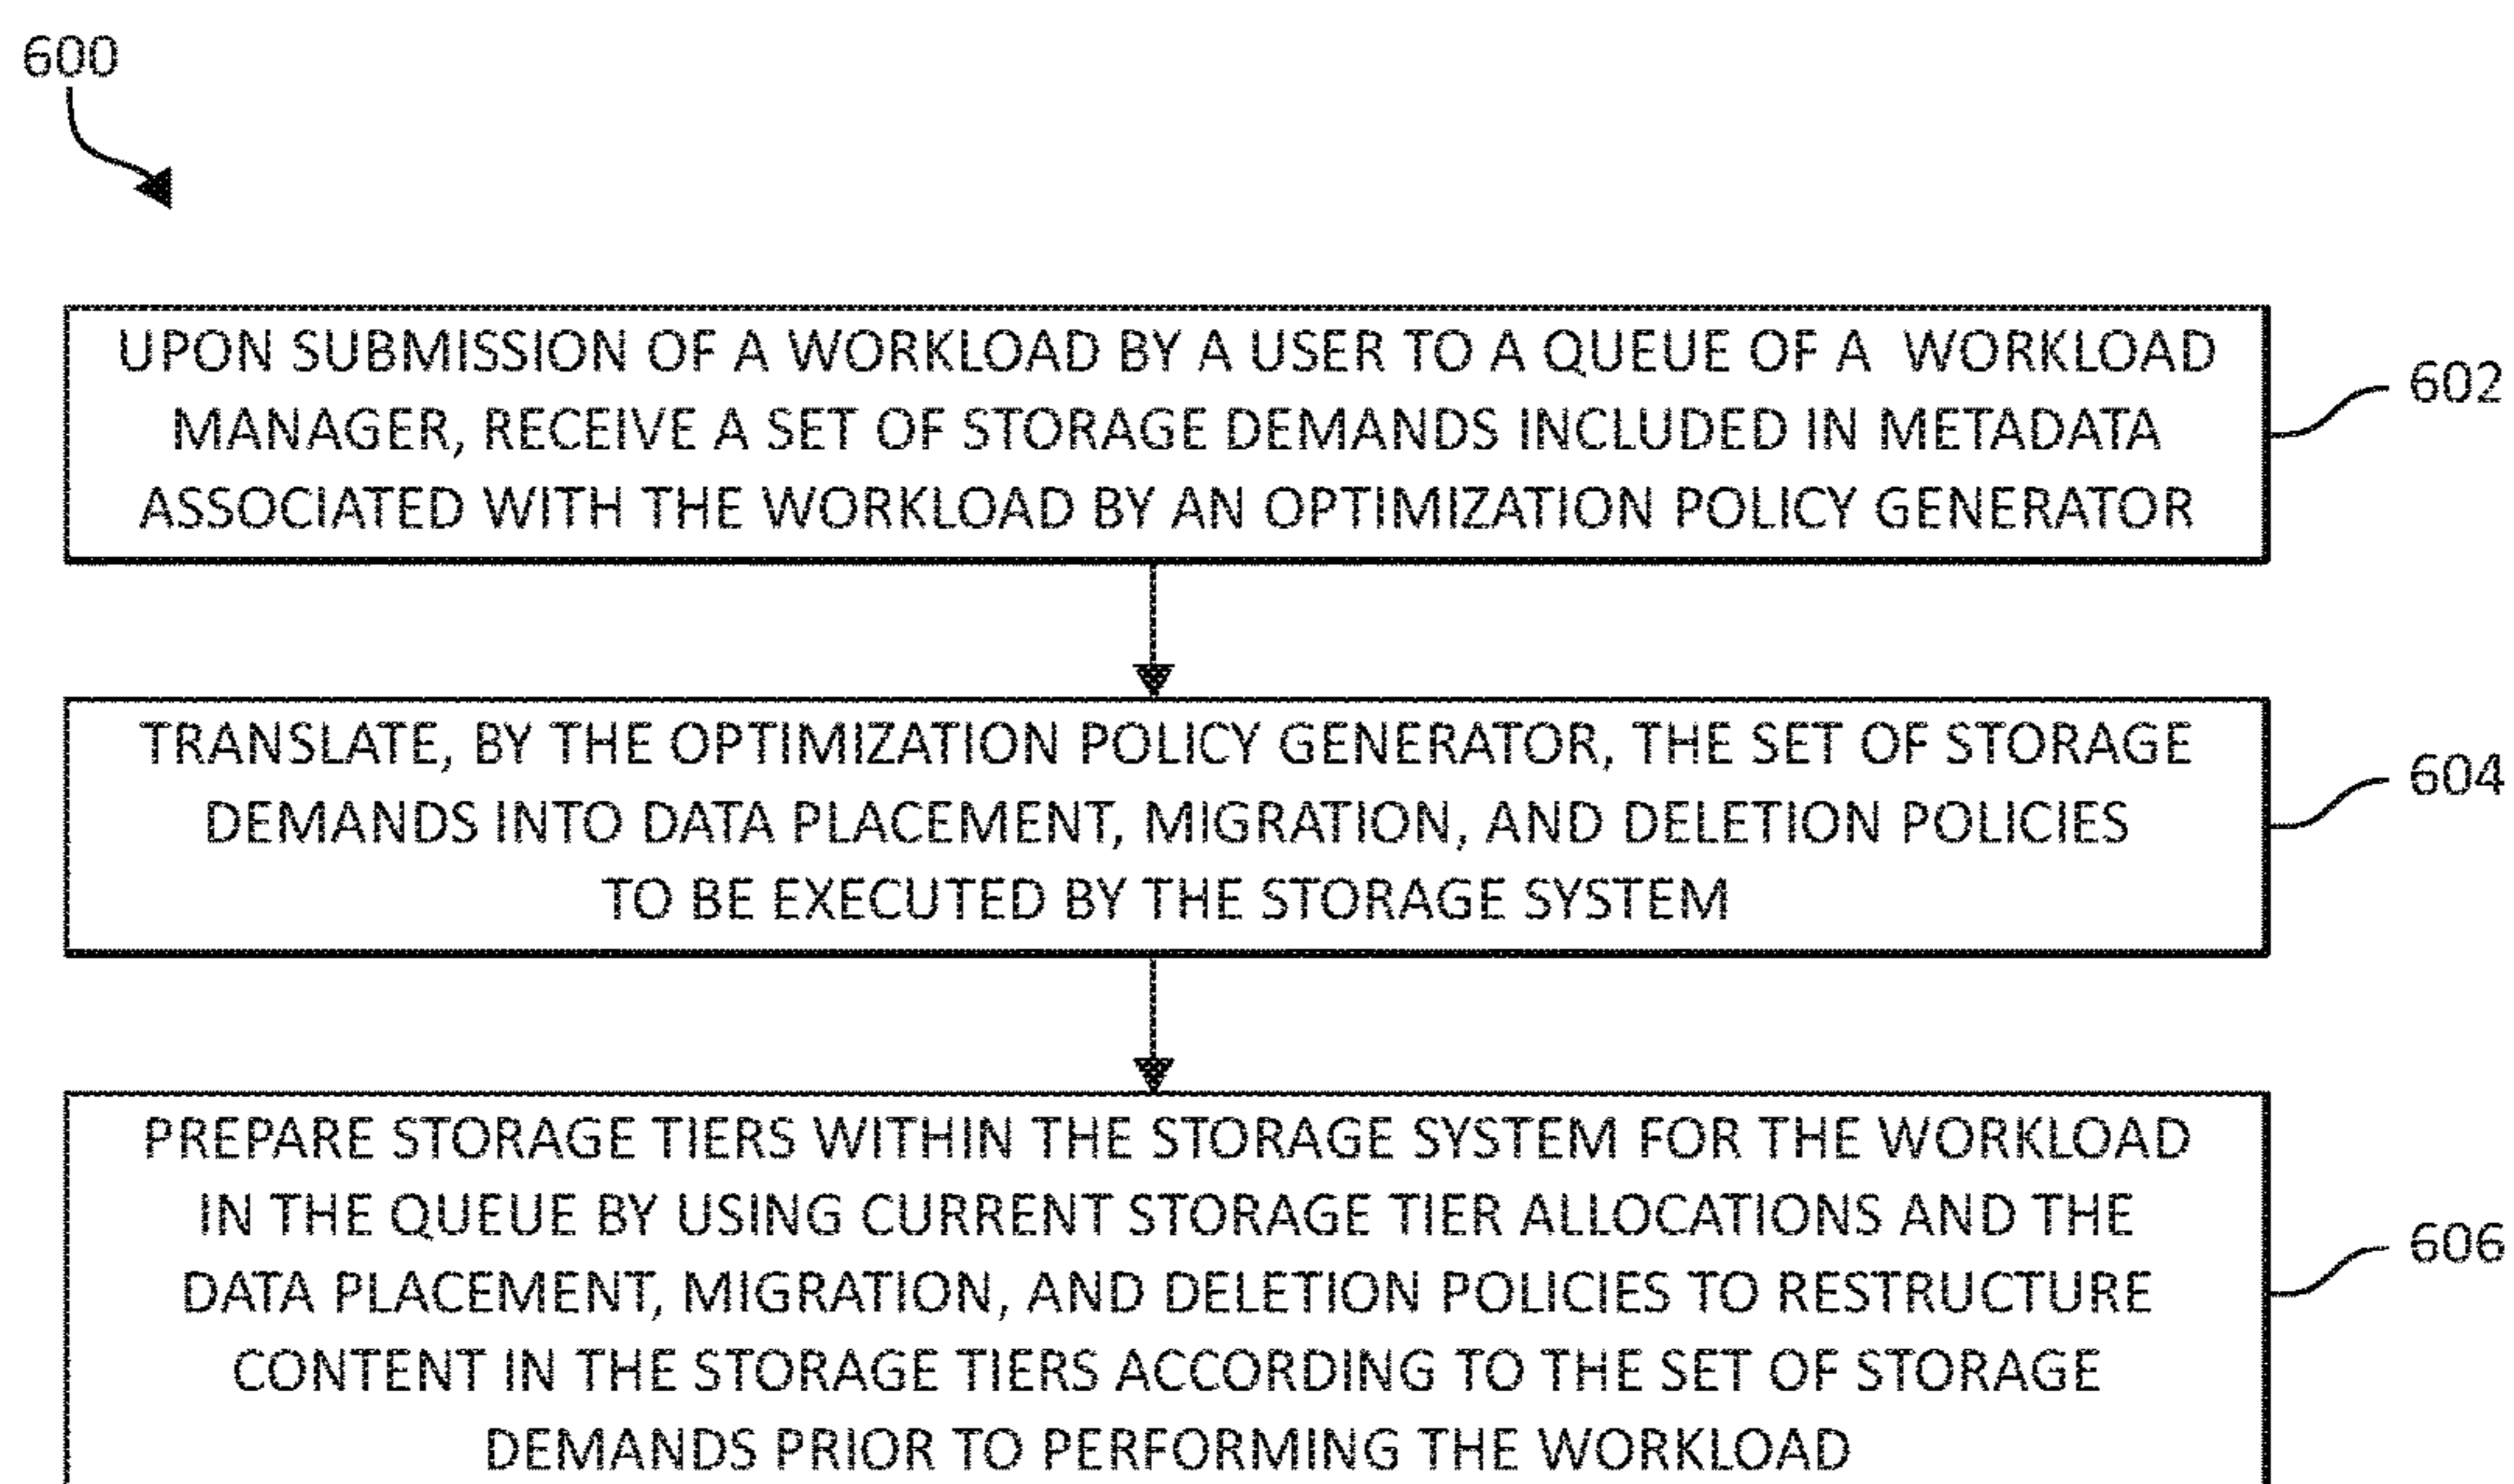 600
UPON SUBMISSION OF A WORKLOAD BY A USER TO A QUEUE OF A WORKLOAD
MANAGER, RECEIVE A SET OF STORAGE DEMANDS INCLUDED IN METADATA
ASSOCIATED WITH THE WORKLOAD BY AN OPTIMIZATION POLICY GENERATOR
602
TRANSLATE, BY THE OPTIMIZATION POLICY GENERATOR, THE SET OF STORAGE
DEMANDS INTO DATA PLACEMENT, MIGRATION, AND DELETION POLICIES
TO BE EXECUTED BY THE STORAGE SYSTEM
604
PREPARE STORAGE TIERS WITHIN THE STORAGE SYSTEM FOR THE WORKLOAD
IN THE QUEUE BY USING CURRENT STORAGE TIER ALLOCATIONS AND THE
DATA PLACEMENT, MIGRATION, AND DELETION POLICIES TO RESTRUCTURE
CONTENT IN THE STORAGE TIERS ACCORDING TO THE SET OF STORAGE
DEMANDS PRIOR TO PERFORMING THE WORKLOAD
606